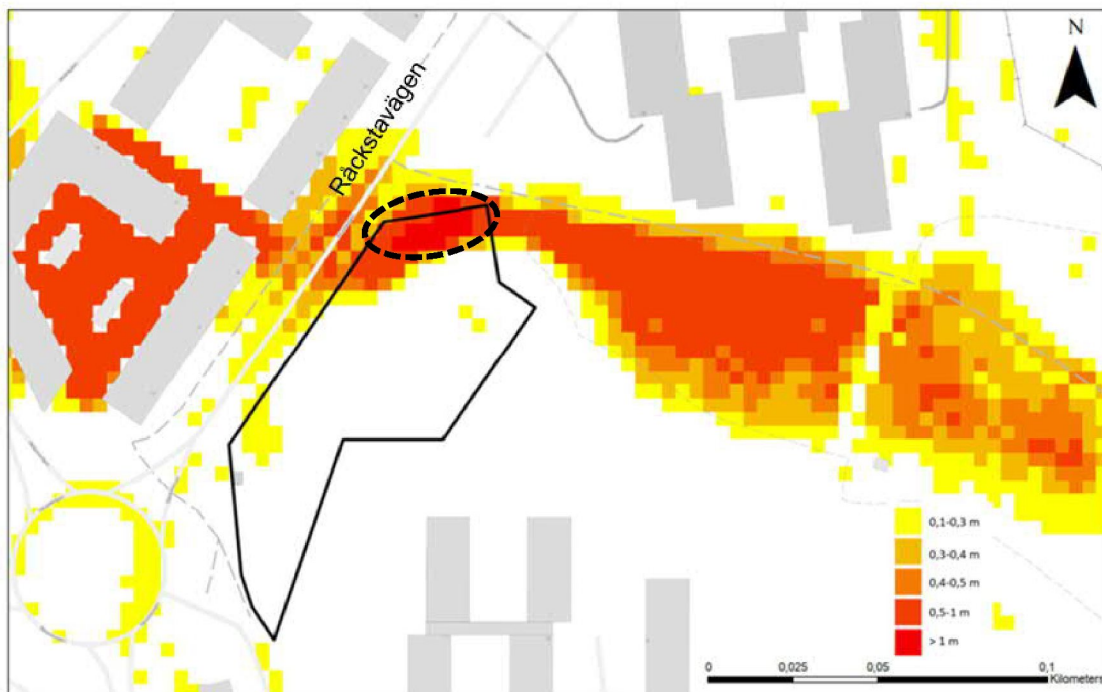 N
Råckstavägen
0,1-0,3 m
0,3-0,4 m
0,4-0,5 m
0,5-1 m
> 1 m
0 0,025 0,05 0,1
Kilometers